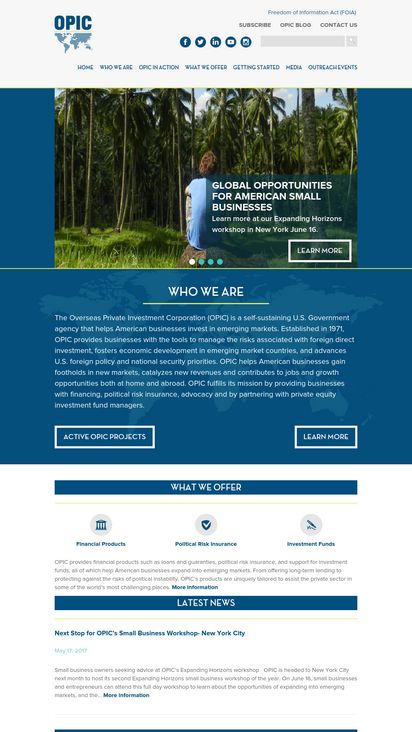 Freedom of Information Act (FOIA)
OPIC
SUBSCRIBE OPIC BLOG CONTACT US
HOME WHO WE ARE OPIC IN ACTION WHAT WE OFFER GETTING STARTED MEDIA OUTREACH EVENTS
GLOBAL OPPORTUNITIES
FOR AMERICAN SMALL
BUSINESSES
Learn more at our Expanding Horizons
workshop in New York June 16.
LEARN MORE
WHO WE ARE
The Overseas Private Investment Corporation (OPIC) is a self-sustaining U.S. Government
agency that helps American businesses invest in emerging markets. Established in 1971,
OPIC provides businesses with the tools to manage the risks associated with foreign direct
investment, fosters economic development in emerging market countries, and advances
U.S. foreign policy and national security priorities. OPIC helps American businesses gain
footholds in new markets, catalyzes new revenues and contributes to jobs and growth
opportunities both at home and abroad. OPIC fulfills its mission by providing businesses
with financing, political risk insurance, advocacy and by partnering with private equity
investment fund managers.
ACTIVE OPIC PROJECTS LEARN MORE
WHAT WE OFFER
Financial Products Political Risk Insurance Investment Funds
OPIC provides financial products such as loans and guaranties, political risk insurance, and support for investment
funds, all of which help American businesses expand into emerging markets. From offering long-term lending to
protecting against the risks of political instability, OPIC's products are uniquely tailored to assist the private sector in
some of the world's most challenging places. More Information
LATEST NEWS
Next Stop for OPIC's Small Business Workshop- New York City
May 17, 2017
Small business owners seeking advice at OPIC's Expanding Horizons workshop OPIC is headed to New York City
next month to host its second Expanding Horizons small business workshop of the year. On June 16, small businesses
and entrepreneurs can attend this full day workshop to learn about the opportunities of expanding into emerging
markets, and the... More Information